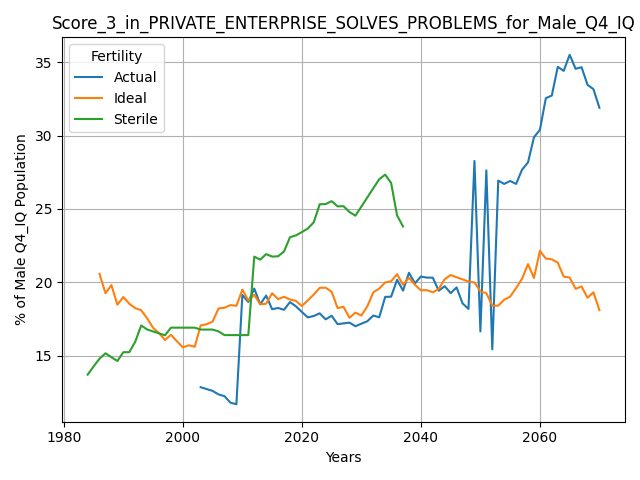 Score_3_in_PRIVATE_ENTERPRISE_SOLVES_PROBLEMS_for_Male_Q4_IQ
Fertility
Actual
Ideal
Sterile
% of Male Q4_IQ Population
35
30
25
20
15
1980
2000
2020
2040
2060
Years